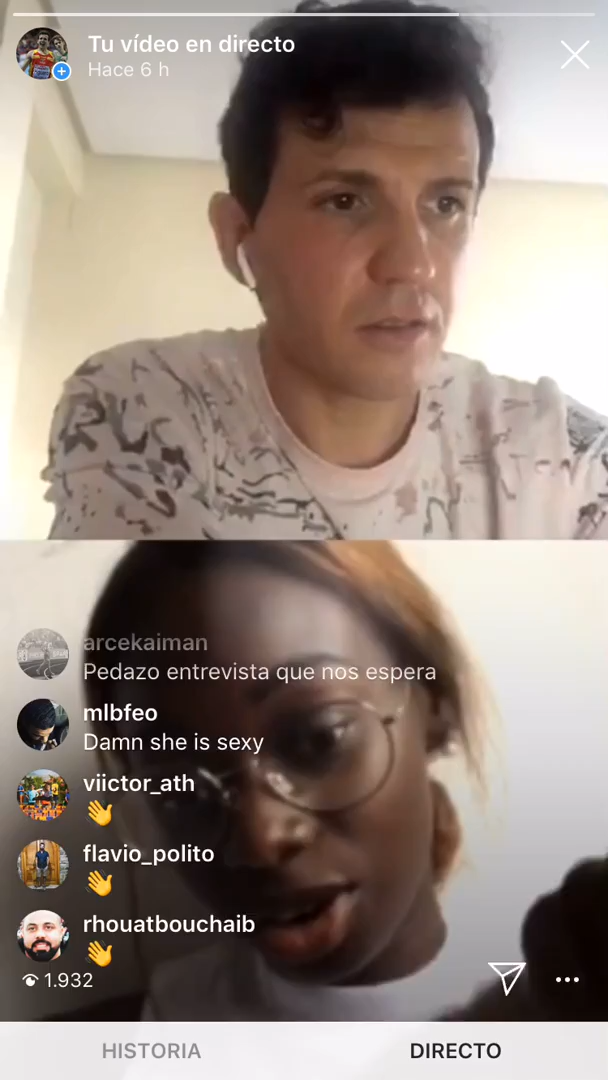 Tu vídeo en directo
Hace 6 h
arcekaiman
Pedazo entrevista que nos espera
mlbfeo
Damn she is sexy
viictor_ath
👋
flavio_polito
👋
rhouatbouchaib
👋
1.932
HISTORIA
DIRECTO